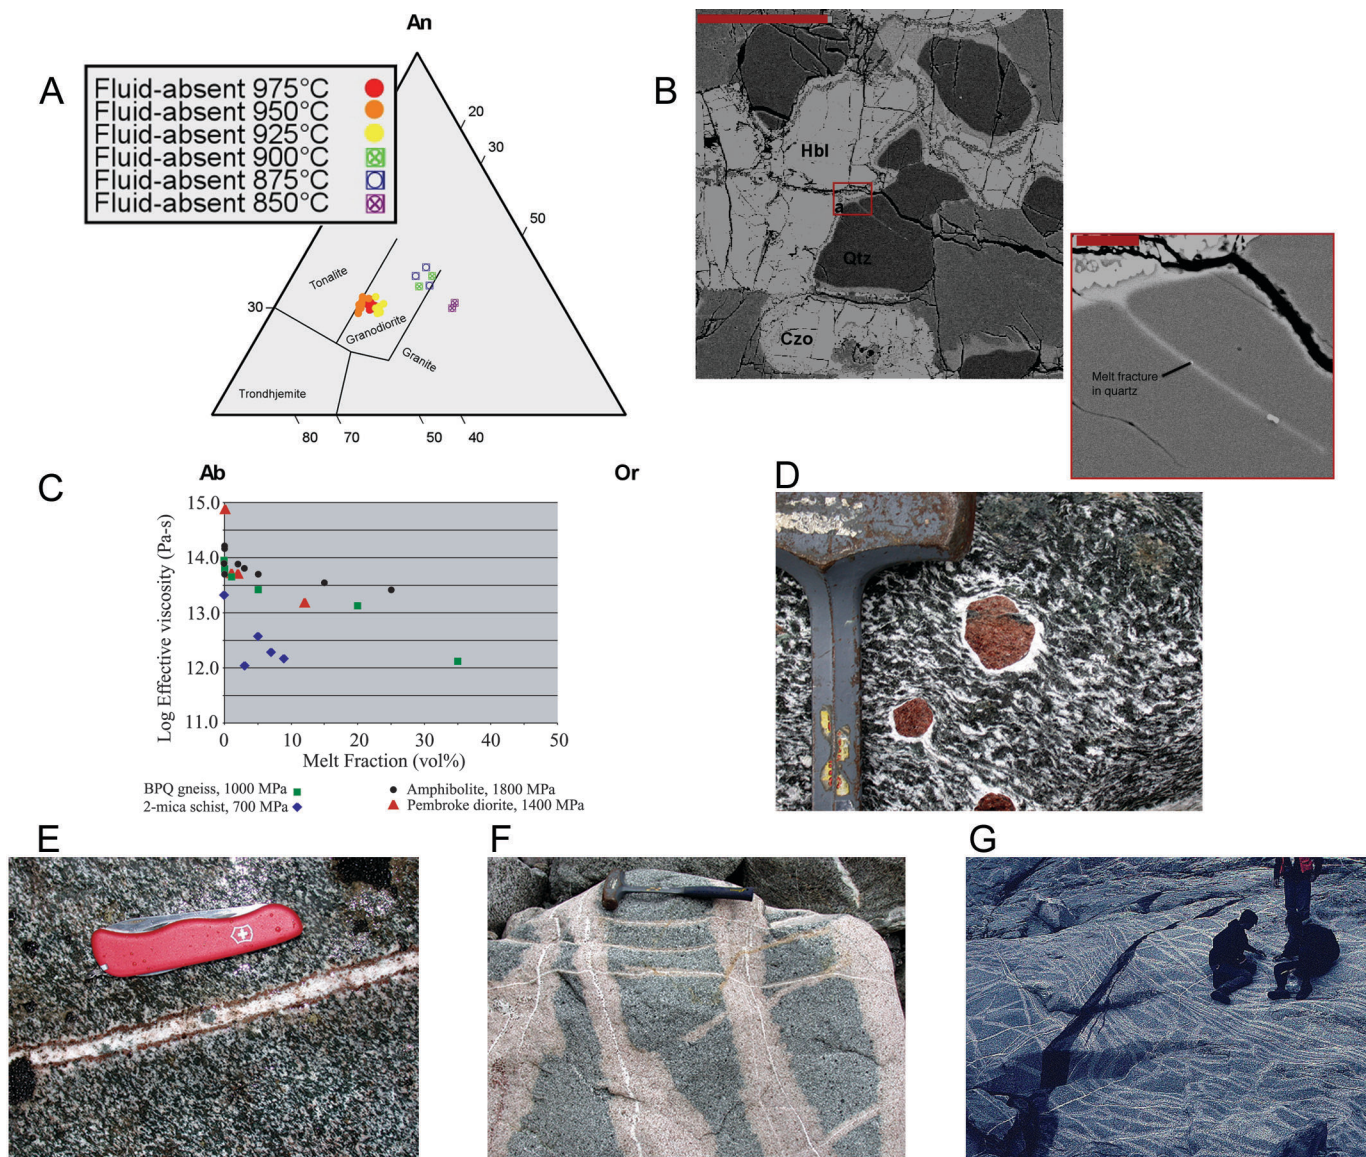 A
An
Fluid-absent 975°C
Fluid-absent 950°C
Fluid-absent 925°C
Fluid-absent 900°C
Fluid-absent 875°C
Fluid-absent 850°C
20
30
50
Tonalite
30
Granodiorite
Granite
Trondhjemite
80
70
50
40
Ab
Or
B
Hbl
a
Qtz
Czo
Melt fracture
in quartz
C
Log Effective viscosity (Pa-s)
15.0
14.0
13.0
12.0
11.0
0
10
20
30
40
50
Melt Fraction (vol%)
BPQ gneiss, 1000 MPa
2-mica schist, 700 MPa
Amphibolite, 1800 MPa
Pembroke diorite, 1400 MPa
D
E
F
G